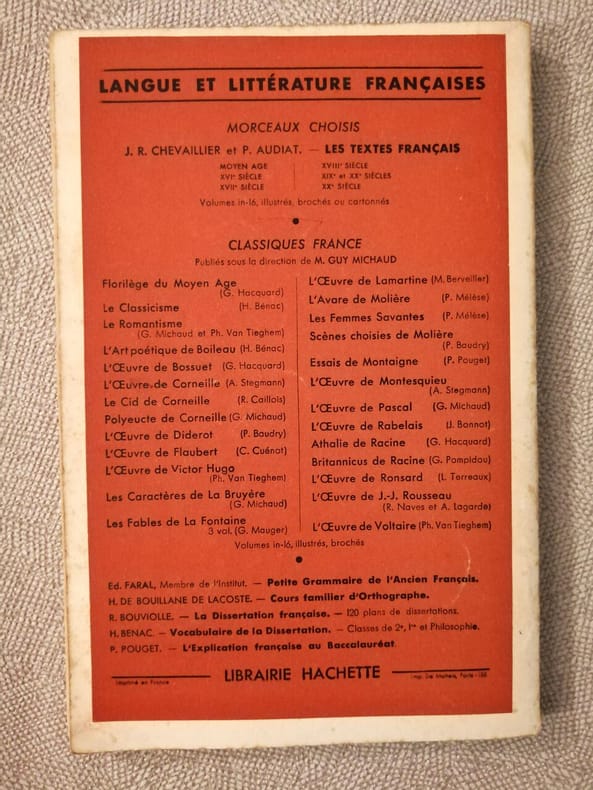 LANGUE ET LITTÉRATURE FRANÇAISES
MORCEAUX CHOISIS
J. R. CHEVAILLIER et P. AUDIAT. — LES TEXTES FRANÇAIS
MOYEN AGE
XVIᵉ SIÈCLE
XVIIᵉ SIÈCLE
XVIIIᵉ SIÈCLE
XIXᵉ et XXᵉ SIÈCLES
XXᵉ SIÈCLE
Volumes in-16, illustrés, brochés ou cartonnés
CLASSIQUES FRANCE
Publiés sous la direction de M. GUY MICHAUD
Florilège du Moyen Age
(G. Hacquard)
Le Classicisme (H. Bénac)
Le Romantisme
(G. Michaud et Ph. Van Tieghem)
L'Art poétique de Boileau (H. Bénac)
L'Œuvre de Bossuet (G. Hacquard)
L'Œuvre de Corneille (A. Stegmann)
Le Cid de Corneille (R. Caillois)
Polyeucte de Corneille (G. Michaud)
L'Œuvre de Diderot (P. Baudry)
L'Œuvre de Flaubert (C. Cuénot)
L'Œuvre de Victor Hugo
(Ph. Van Tieghem)
Les Caractères de La Bruyère
(G. Michaud)
Les Fables de La Fontaine
3 vol. (G. Mauger)
L'Œuvre de Lamartine (M. Berveiller)
L'Avare de Molière (P. Mélèse)
Les Femmes Savantes (P. Mélèse)
Scènes choisies de Molière
(P. Baudry)
Essais de Montaigne (P. Pouget)
L'Œuvre de Montesquieu
(A. Stegmann)
L'Œuvre de Pascal (G. Michaud)
L'Œuvre de Rabelais (J. Bonnot)
Athalie de Racine (G. Hacquard)
Britannicus de Racine (G. Pompidou)
L'Œuvre de Ronsard (L. Terreaux)
L'Œuvre de J.-J. Rousseau
(R. Naves et A. Lagarde)
L'Œuvre de Voltaire (Ph. Van Tieghem)
Volumes in-16, illustrés, brochés
Ed. FARAL, Membre de l'Institut. — Petite Grammaire de l'Ancien Français.
H. DE BOUILLANE DE LACOSTE. — Cours familier d'Orthographe.
R. BOUVIOLLE. — La Dissertation française. — 120 plans de dissertations.
H. BENAC. — Vocabulaire de la Dissertation. — Classes de 2ᵉ, 1ʳᵉ et Philosophie.
P. POUGET. — L'Explication française au Baccalauréat.
LIBRAIRIE HACHETTE
Imprimé en France
Imp. De Matteis, Paris